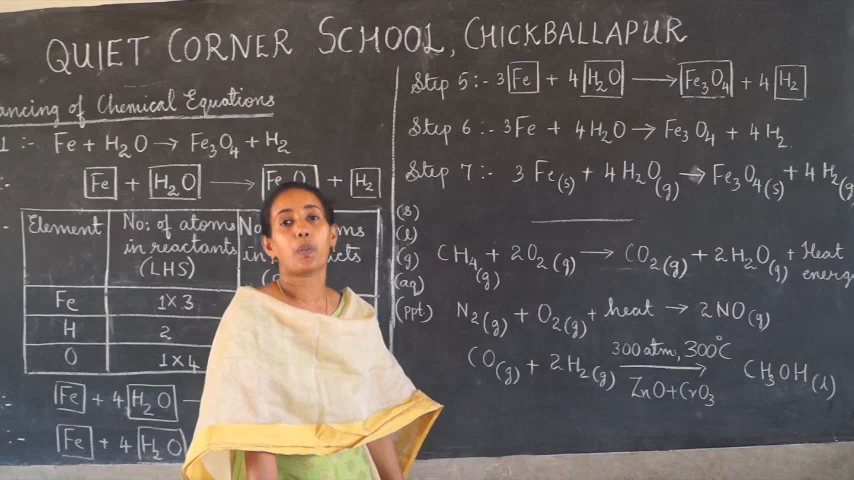 QUIET CORNER SCHOOL, CHICKBALLAPUR
ancing of Chemical Equations
1 :- Fe + H₂O → Fe₃O₄ + H₂
:- Fe + H₂O → Fe₃O₄ + H₂
Element No: of atoms in reactants (LHS) No
Fe 1×3
H 2
O 1×4
:- Fe + 4 H₂O
:- Fe + 4 H₂O
Step 5:- 3 Fe + 4 H₂O → Fe₃O₄ + 4 H₂
Step 6:- 3Fe + 4H₂O → Fe₃O₄ + 4H₂
Step 7:- 3 Fe(s) + 4 H₂O(g) → Fe₃O₄(s) + 4 H₂(g
(s)
(l)
(g)
(aq)
(ppt)
CH₄(g) + 2O₂(g) → CO₂(g) + 2H₂O(g) + Heat energy
N₂(g) + O₂(g) + heat → 2NO(g)
CO(g) + 2H₂(g) 300 atm, 300°C → ZnO+CrO₃ CH₃OH(l)